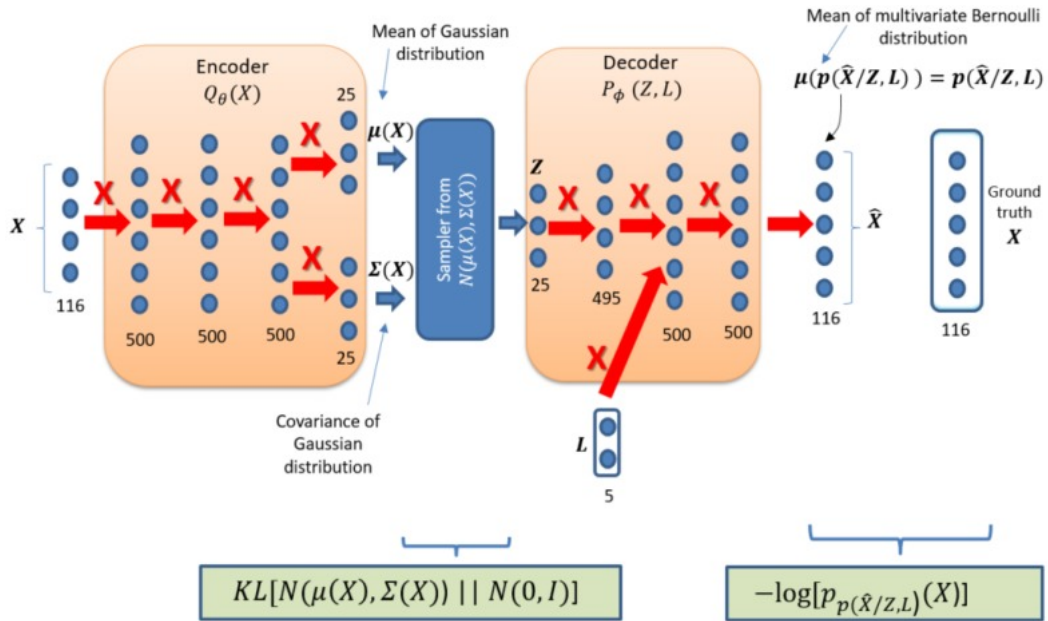 Mean of multivariate Bernoulli
distribution
μ(p(X̂/Z, L) ) = p(X̂/Z, L)
Mean of Gaussian
distribution
Encoder
Q_θ(X)
Decoder
P_ϕ (Z, L)
25
μ(X)
X
X
X
X
X
X
116
500
500
500
Σ(X)
25
Sampler from
N(μ(X), Σ(X))
Z
X
X
X
25
495
500
500
X
L
5
X̂
116
Ground
truth
X
116
Covariance of
Gaussian
distribution
KL[N(μ(X), Σ(X)) || N(0, I)]
−log[p_{p(X̂/Z,L)}(X)]